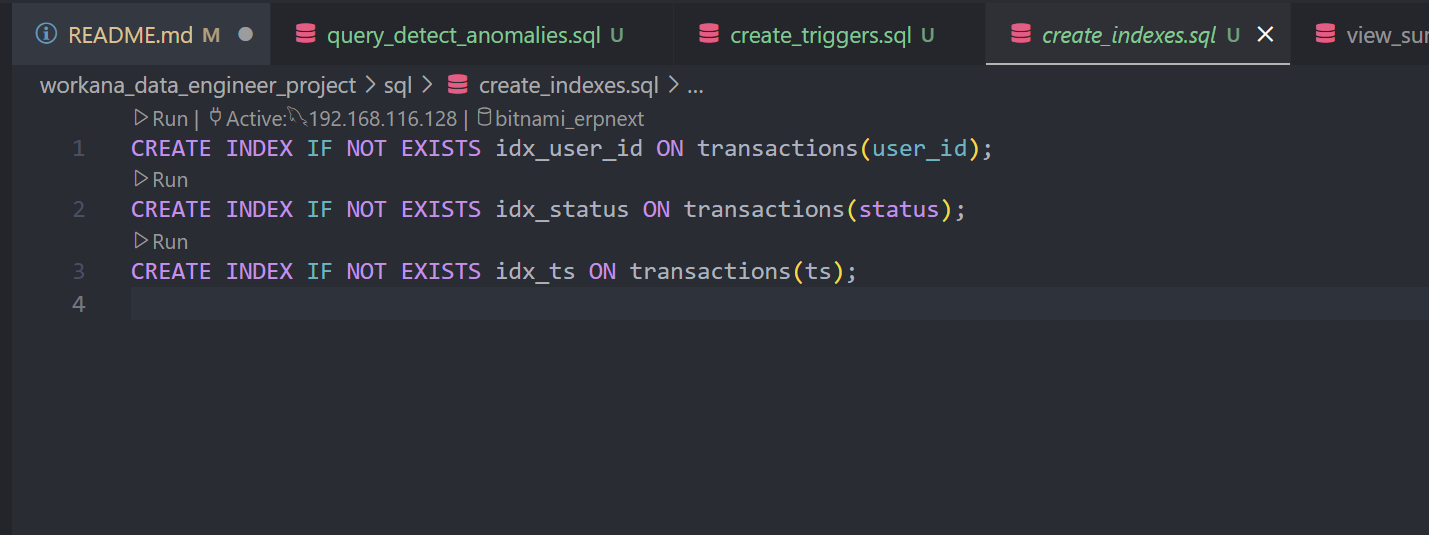 README.md M query_detect_anomalies.sql U create_triggers.sql U create_indexes.sql U view_sur
workana_data_engineer_project > sql > create_indexes.sql > ...
Run | Active: 192.168.116.128 | bitnami_erpnext
1 CREATE INDEX IF NOT EXISTS idx_user_id ON transactions(user_id);
Run
2 CREATE INDEX IF NOT EXISTS idx_status ON transactions(status);
Run
3 CREATE INDEX IF NOT EXISTS idx_ts ON transactions(ts);
4